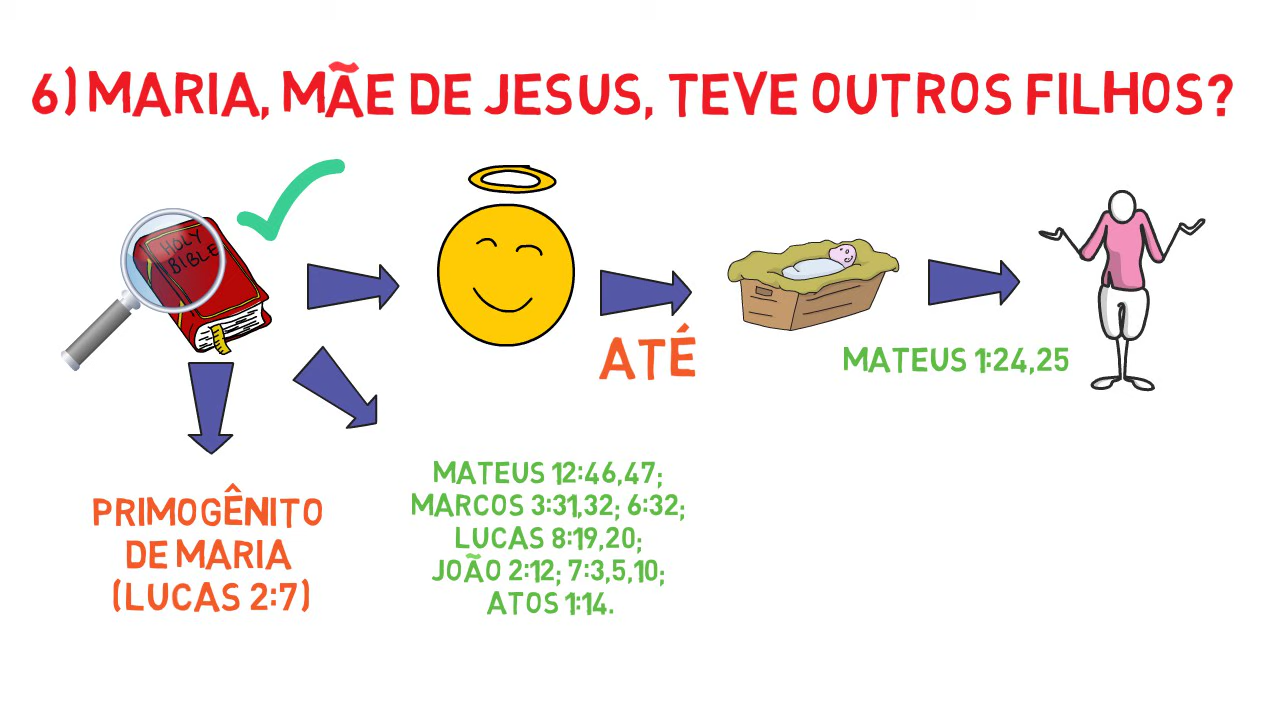 6) MARIA, MÃE DE JESUS, TEVE OUTROS FILHOS?
HOLY
BIBLE
ATÉ
MATEUS 1:24,25
PRIMOGÊNITO
DE MARIA
(LUCAS 2:7)
MATEUS 12:46,47;
MARCOS 3:31,32; 6:32;
LUCAS 8:19,20;
JOÃO 2:12; 7:3,5,10;
ATOS 1:14.